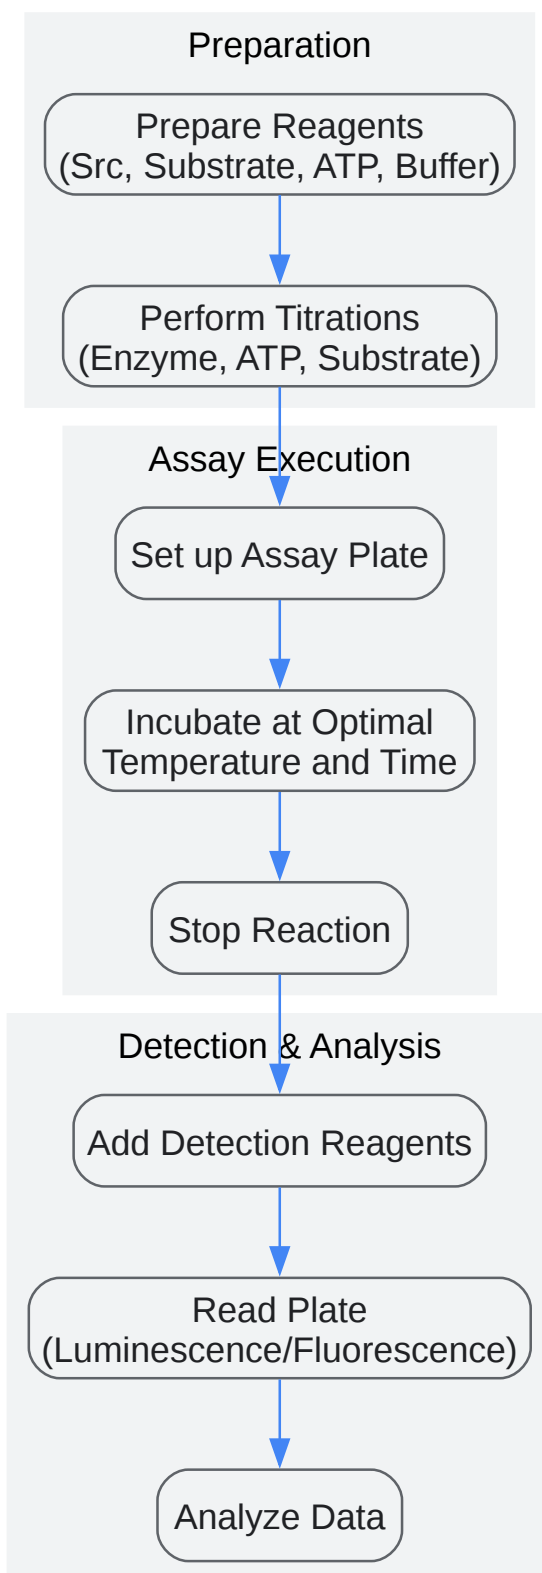 Preparation
Prepare Reagents
(Src, Substrate, ATP, Buffer)
Perform Titrations
(Enzyme, ATP, Substrate)
Assay Execution
Set up Assay Plate
Incubate at Optimal
Temperature and Time
Stop Reaction
Detection & Analysis
Add Detection Reagents
Read Plate
(Luminescence/Fluorescence)
Analyze Data